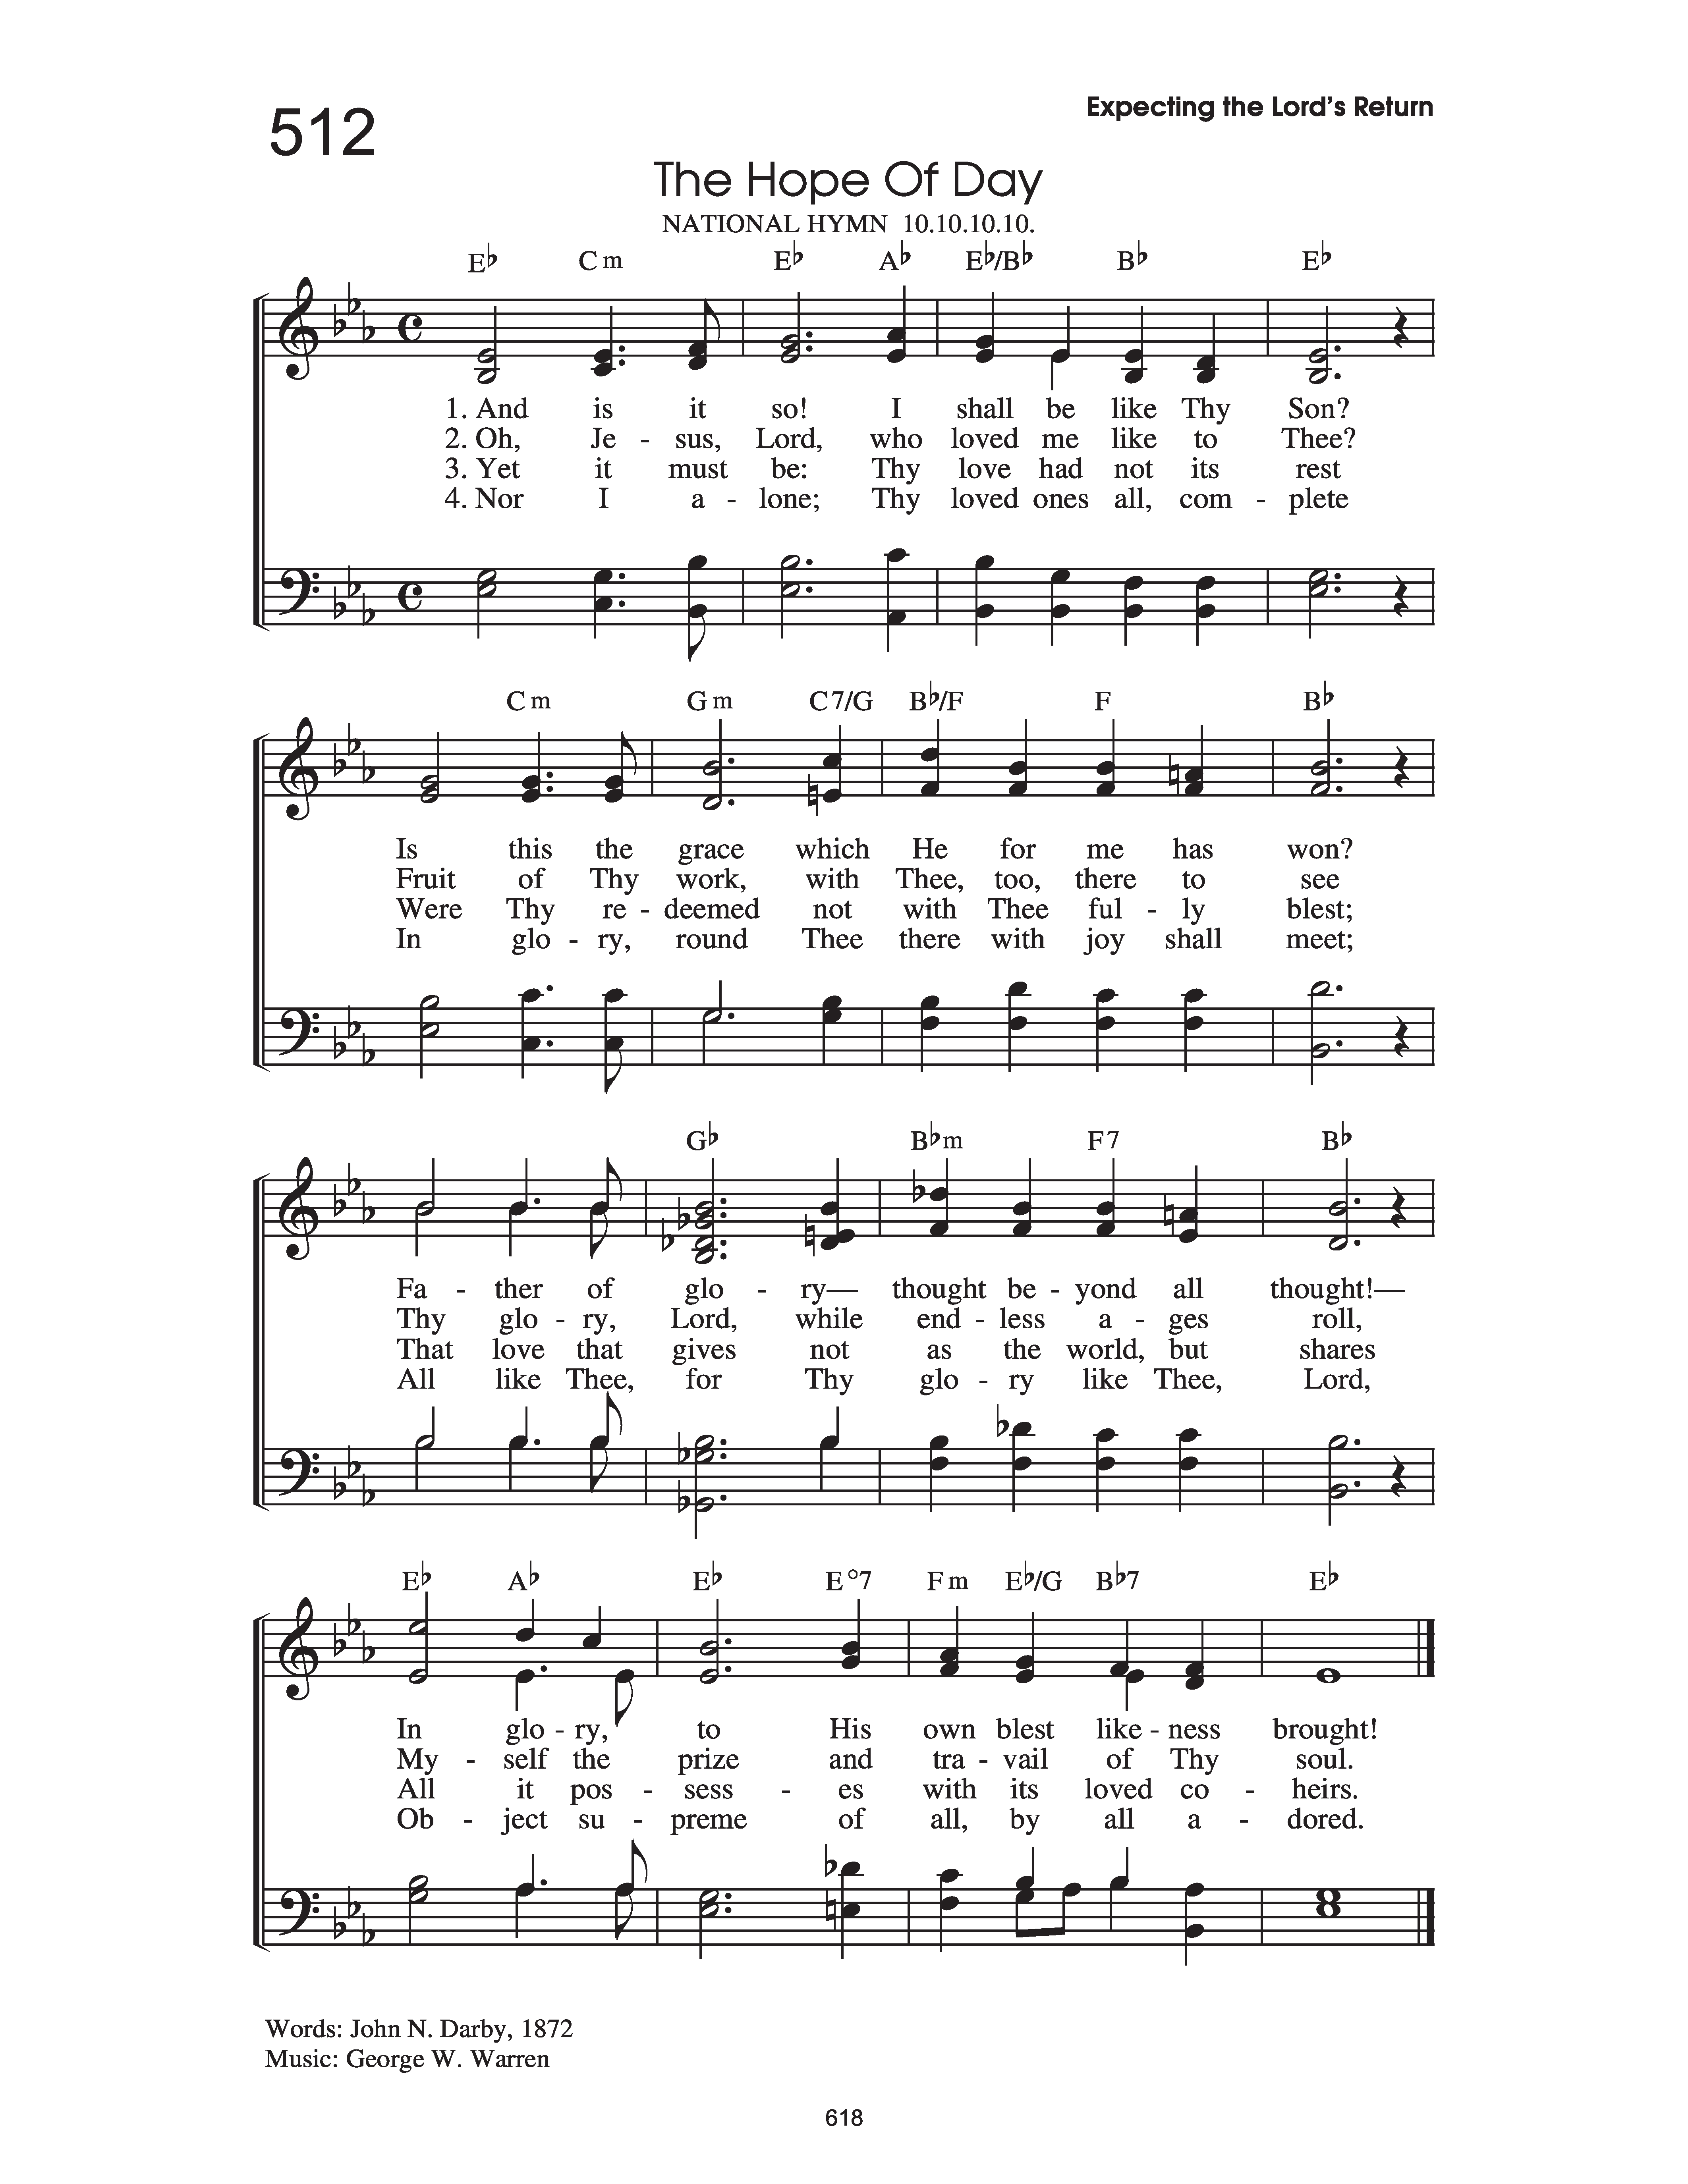 512
Expecting the Lord's Return
The Hope Of Day
NATIONAL HYMN 10.10.10.10.
E♭ Cm E♭ A♭ E♭/B♭ B♭ E♭
1. And is it so! I shall be like Thy Son?
2. Oh, Je - sus, Lord, who loved me like to Thee?
3. Yet it must be: Thy love had not its rest
4. Nor I a - lone; Thy loved ones all, com - plete
Cm Gm C7/G B♭/F F B♭
Is this the grace which He for me has won?
Fruit of Thy work, with Thee, too, there to see
Were Thy re - deemed not with Thee ful - ly blest;
In glo - ry, round Thee there with joy shall meet;
G♭ B♭m F7 B♭
Fa - ther of glo - ry— thought be - yond all thought!—
Thy glo - ry, Lord, while end - less a - ges roll,
That love that gives not as the world, but shares
All like Thee, for Thy glo - ry like Thee, Lord,
E♭ A♭ E♭ E°7 Fm E♭/G B♭7 E♭
In glo - ry, to His own blest like - ness brought!
My - self the prize and tra - vail of Thy soul.
All it pos - sess - es with its loved co - heirs.
Ob - ject su - preme of all, by all a - dored.
Words: John N. Darby, 1872
Music: George W. Warren
618